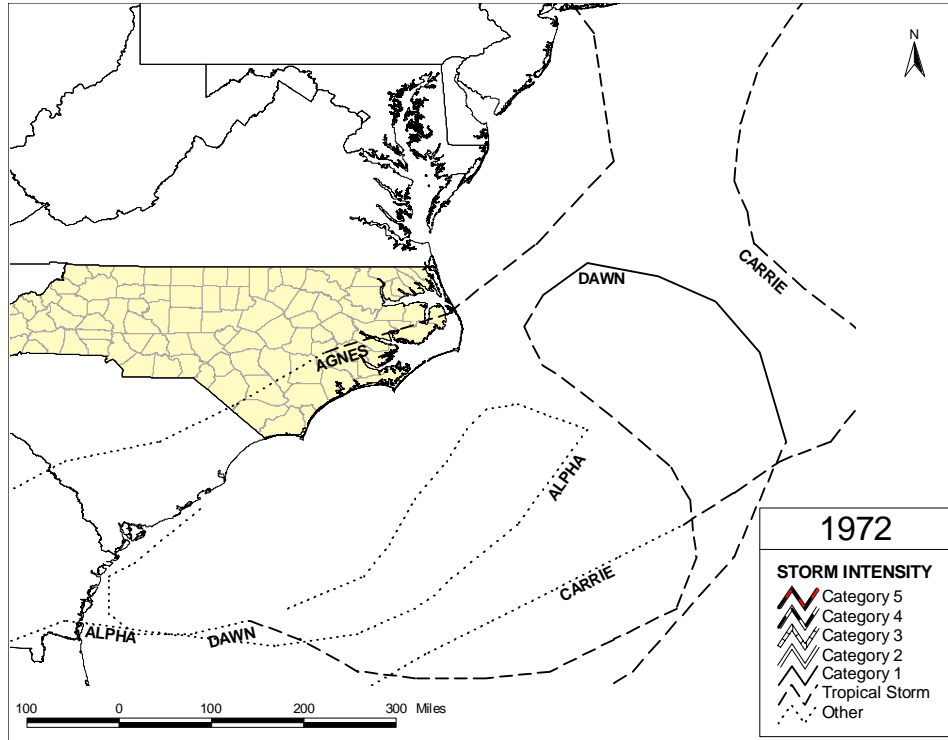 N
DAWN
CARRIE
AGNES
ALPHA
CARRIE
ALPHA
DAWN
1972
STORM INTENSITY
Category 5
Category 4
Category 3
Category 2
Category 1
Tropical Storm
Other
100 0 100 200 300 Miles